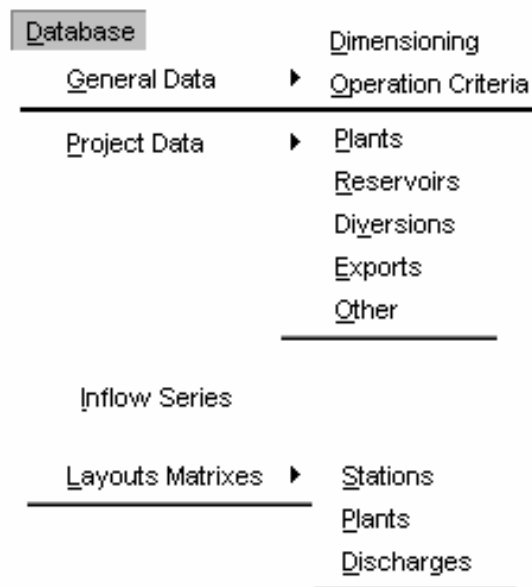 Database
Dimensioning
General Data
Operation Criteria
Project Data
Plants
Reservoirs
Diversions
Exports
Other
Inflow Series
Layouts Matrixes
Stations
Plants
Discharges